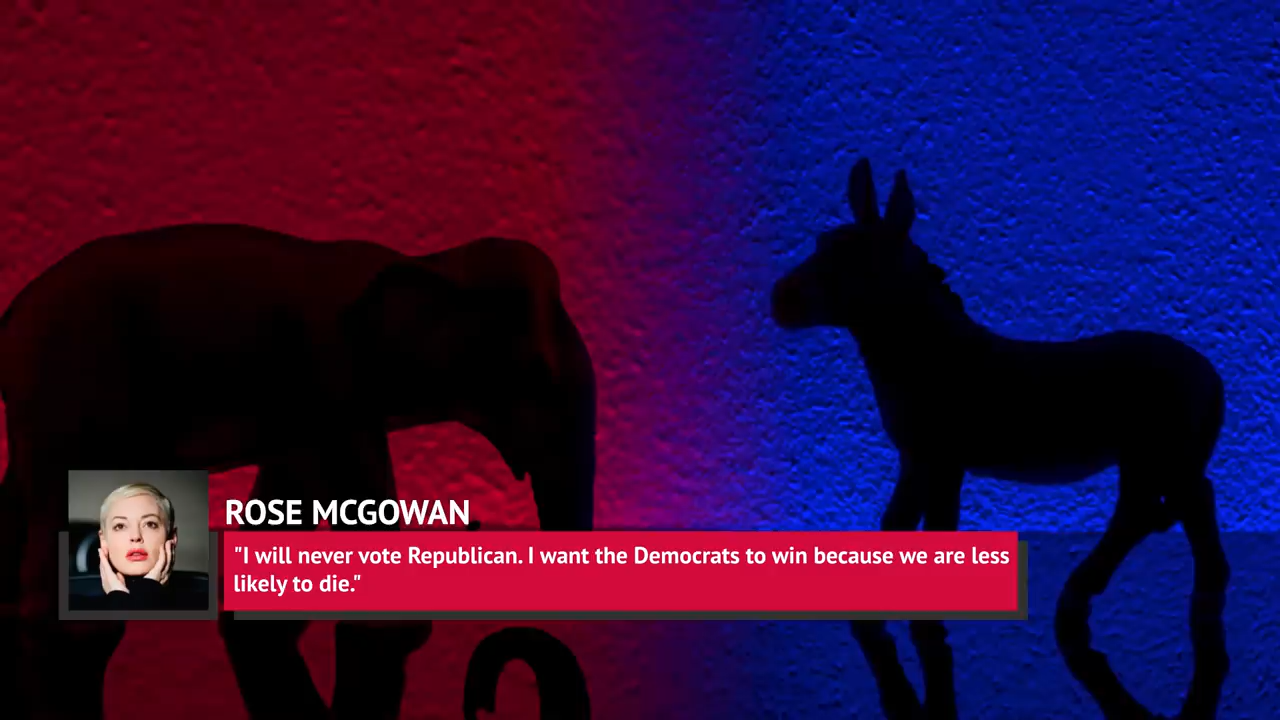 ROSE MCGOWAN
"I will never vote Republican. I want the Democrats to win because we are less
likely to die."